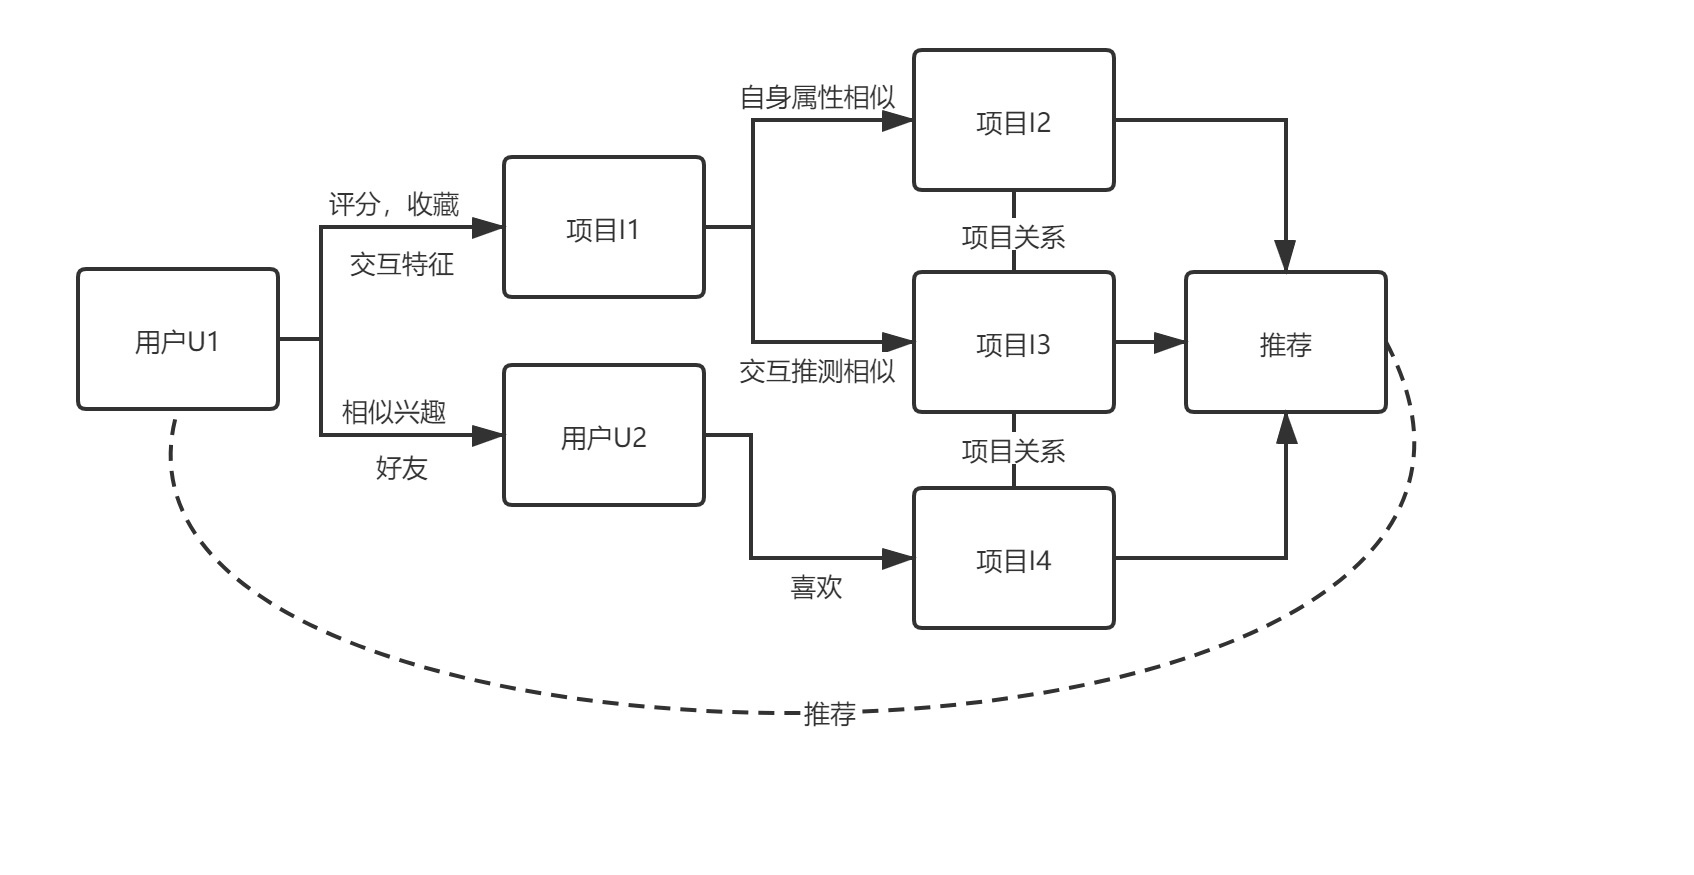 自身属性相似
项目I2
评分，收藏
项目I1
项目关系
交互特征
用户U1
项目I3
推荐
交互推测相似
相似兴趣
用户U2
项目关系
好友
项目I4
喜欢
推荐